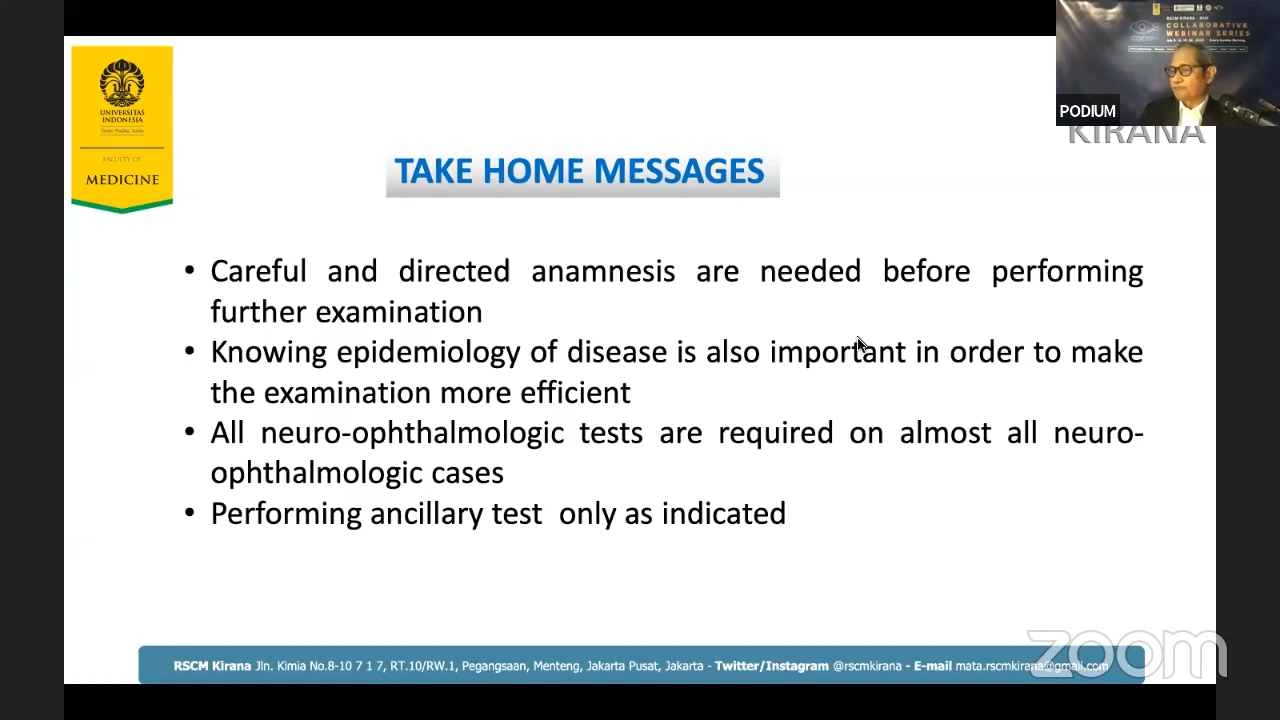 RSCM KIRANA - NUH
COLLABORATIVE
WEBINAR SERIES
PODIUM
KIRANA
UNIVERSITAS
INDONESIA
FACULTY OF
MEDICINE
TAKE HOME MESSAGES
• Careful and directed anamnesis are needed before performing
further examination
• Knowing epidemiology of disease is also important in order to make
the examination more efficient
• All neuro-ophthalmologic tests are required on almost all neuro-
ophthalmologic cases
• Performing ancillary test only as indicated
zoom
RSCM Kirana Jln. Kimia No.8-10 7 1 7, RT.10/RW.1, Pegangsaan, Menteng, Jakarta Pusat, Jakarta - Twitter/Instagram @rscmkirana - E-mail mata.rscmkirana@gmail.com